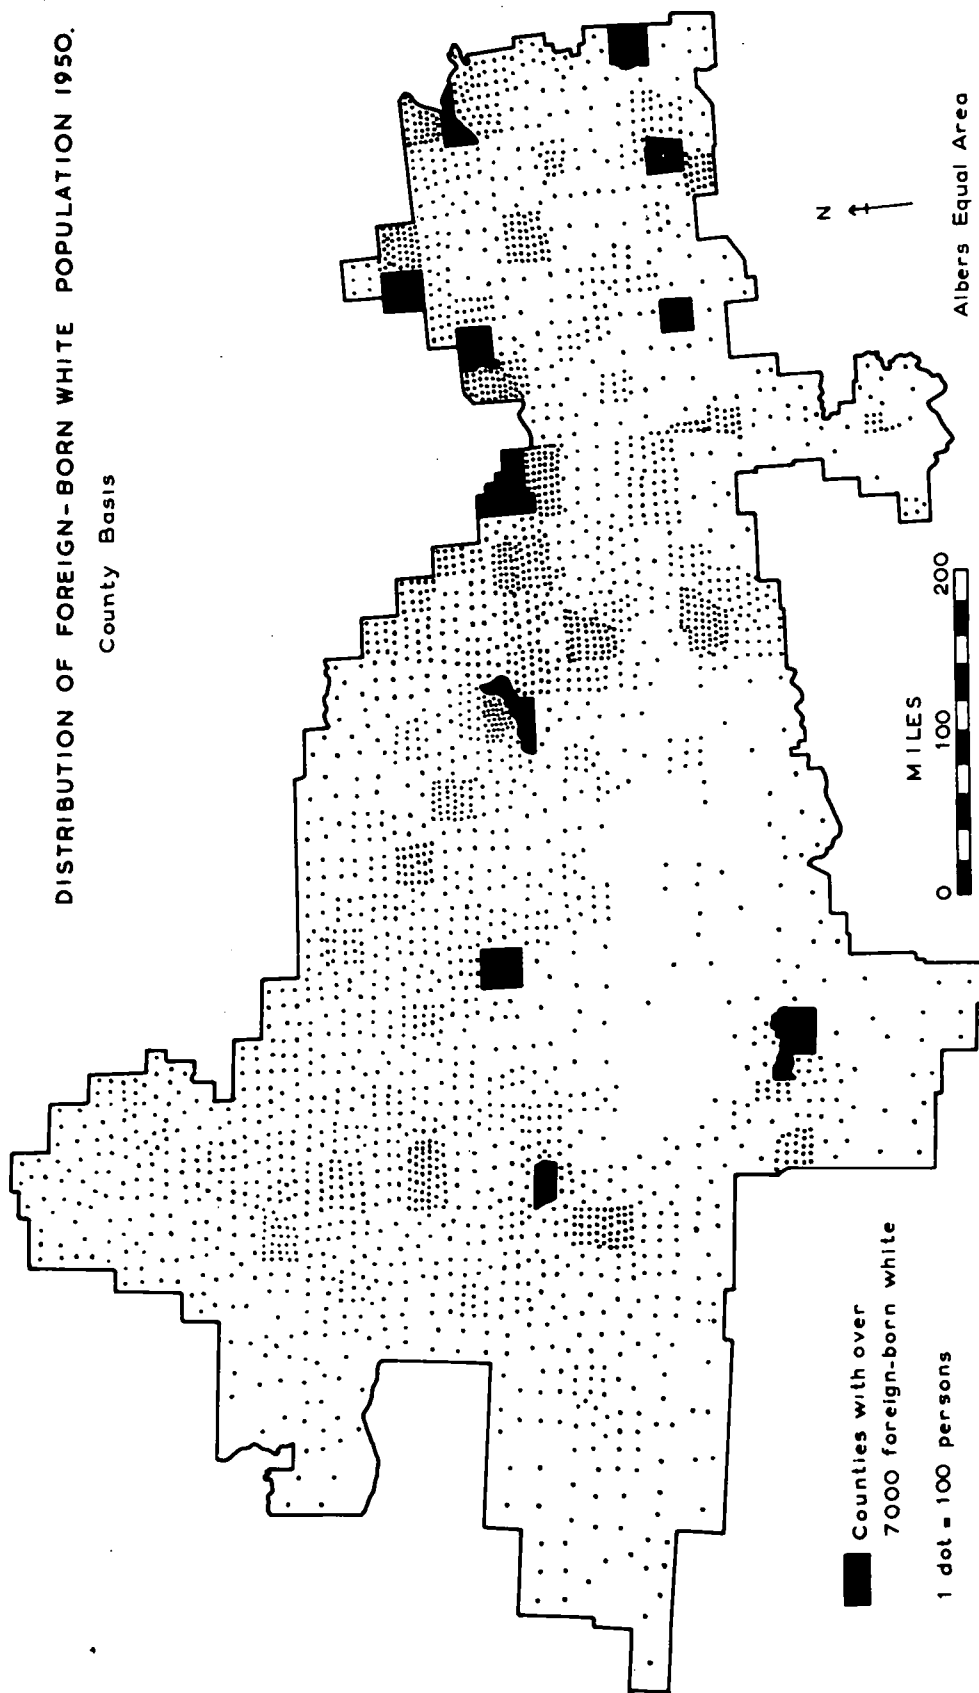 DISTRIBUTION OF FOREIGN-BORN WHITE POPULATION 1950.
County Basis
N
Albers Equal Area
MILES
0 100 200
Counties with over
7000 foreign-born white
1 dot = 100 persons